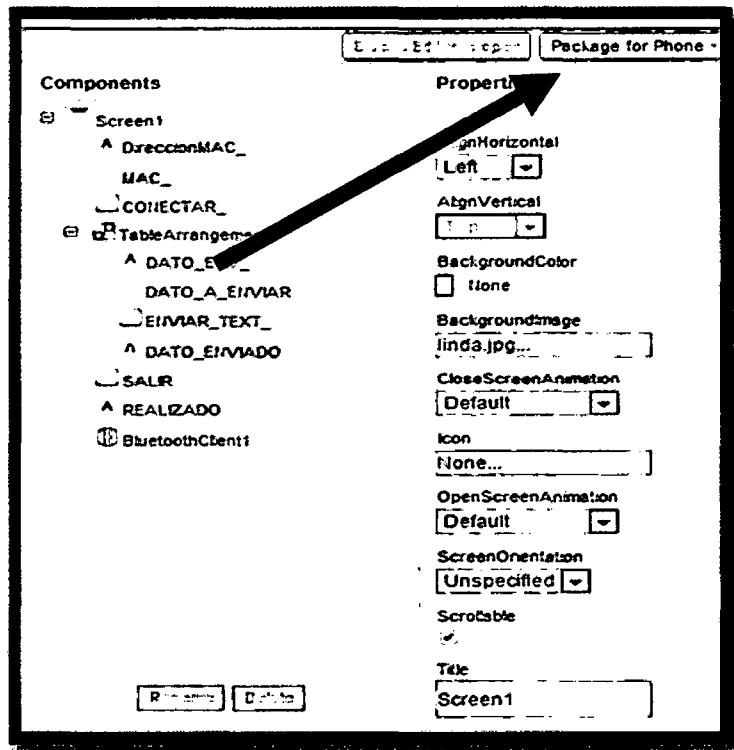 Package for Phone
Components
Screen1
DireccionMAC_
MAC_
CONECTAR_
DATO_A_ENVIAR
ENVIAR_TEXT_
DATO_ENVIADO
SALIR
REALIZADO
BluetoothClient1
Left
AlignVertical
BackgroundColor
None
BackgroundImage
linda.jpg...
CloseScreenAnimation
Default
Icon
None...
OpenScreenAnimation
Default
ScreenOrientation
Unspecified
Scrollable
Title
Screen1